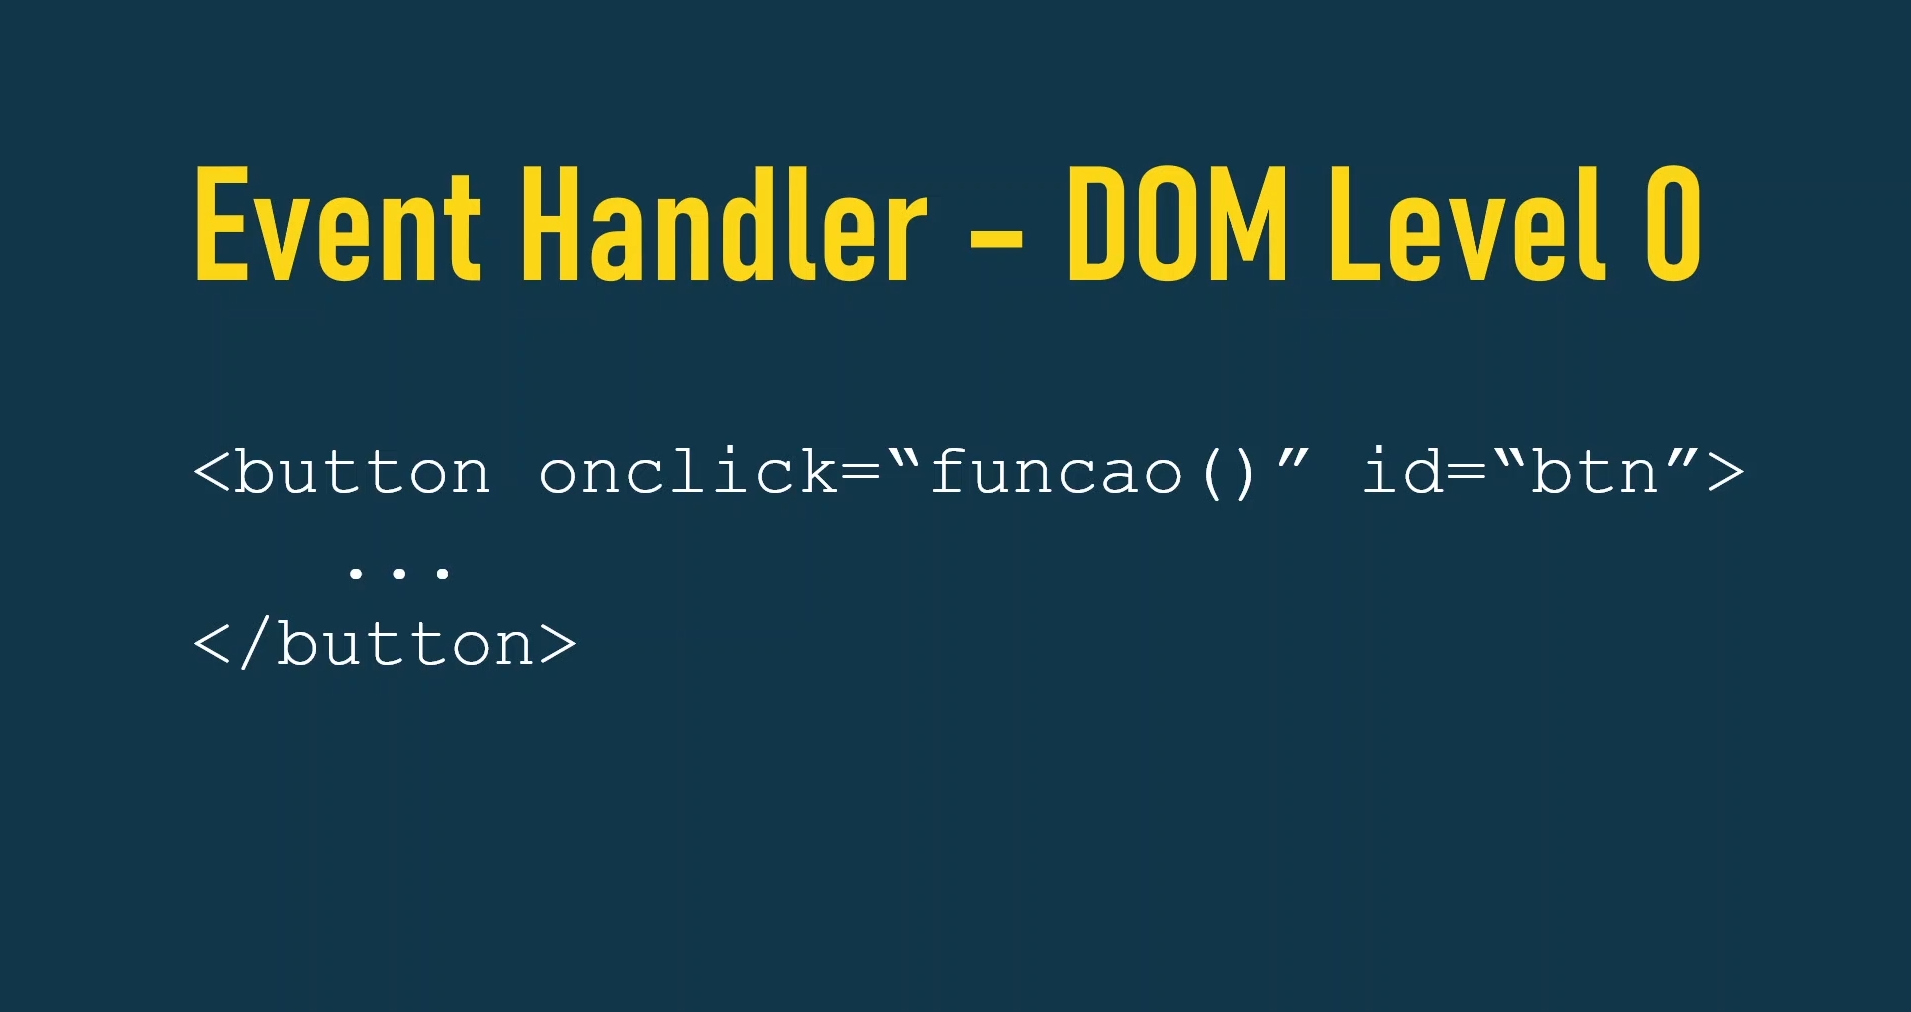 Event Handler – DOM Level 0
<button onclick=“funcao()” id=“btn”>
...
</button>